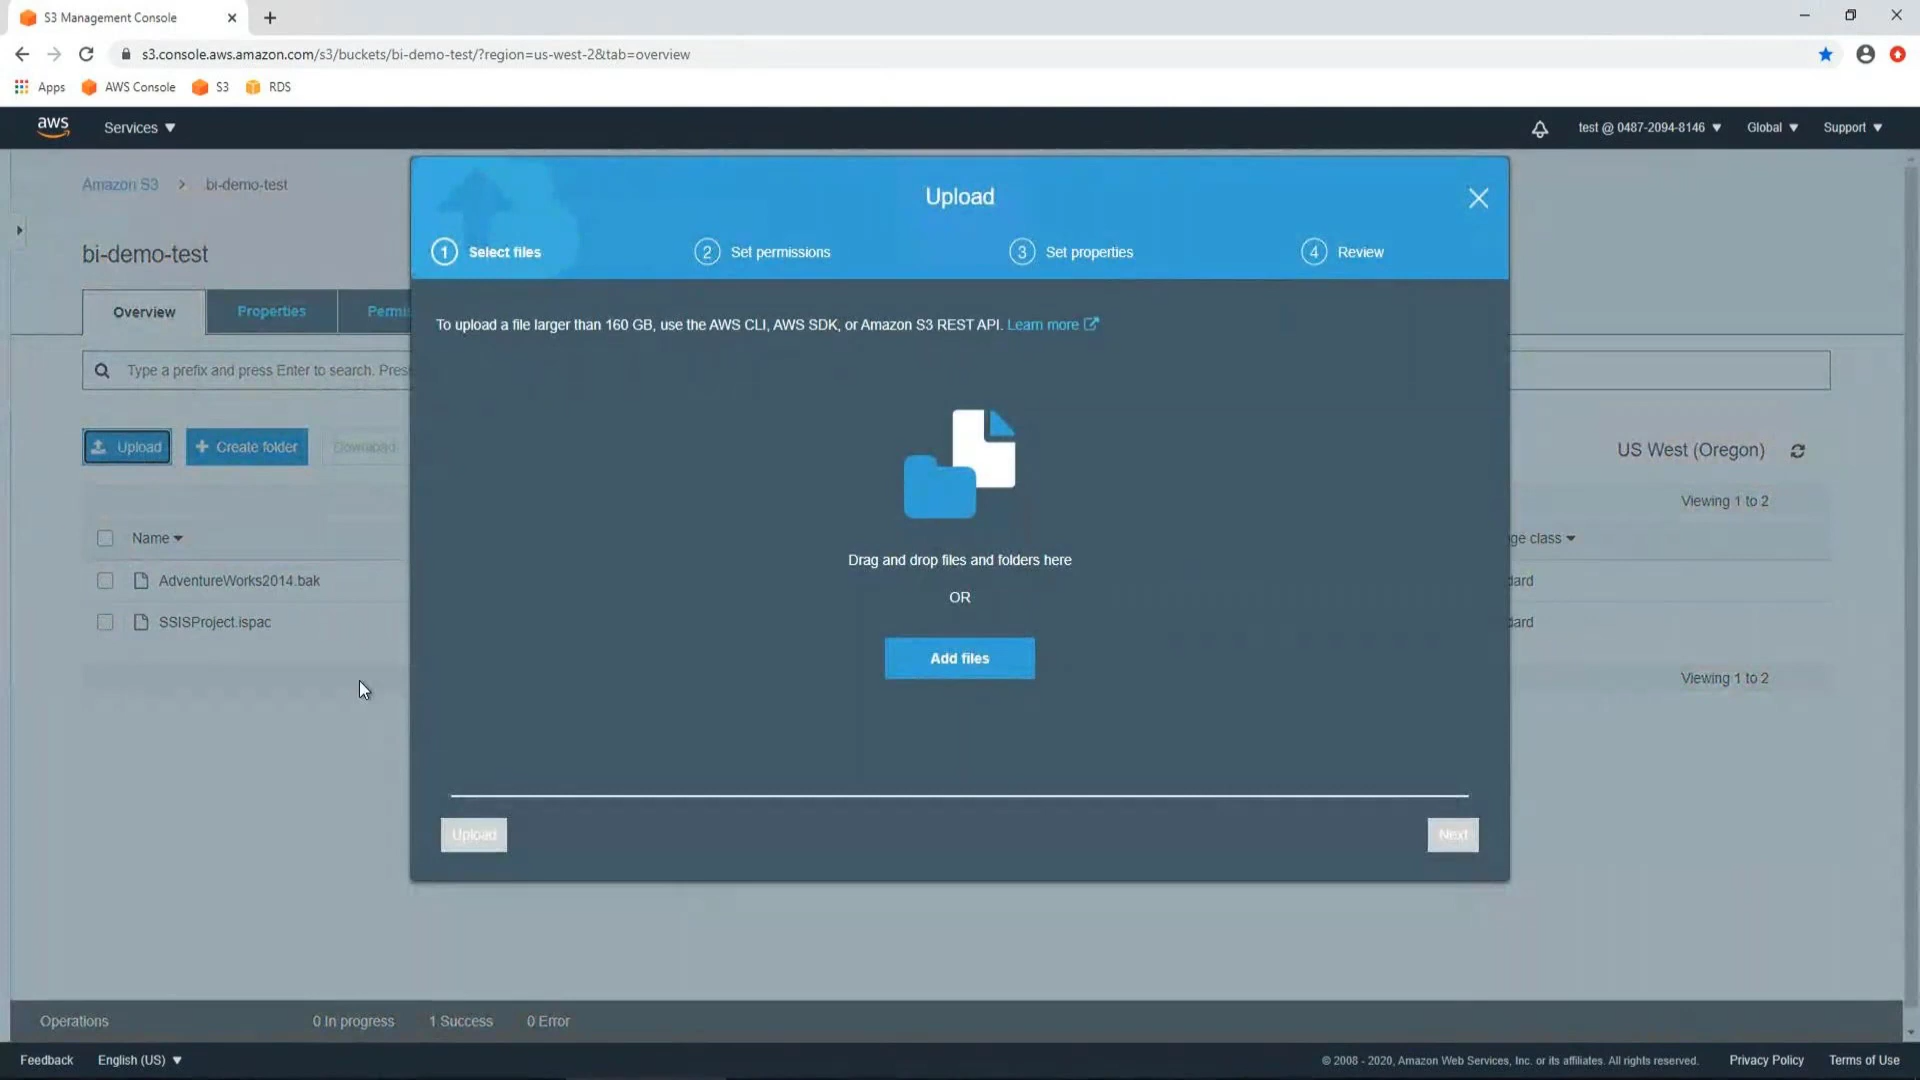 S3 Management Console
s3.console.aws.amazon.com/s3/buckets/bi-demo-test/?region=us-west-2&tab=overview
Apps AWS Console S3 RDS
aws Services test @ 0487-2094-8146 Global Support
Amazon S3 > bi-demo-test
Upload
1 Select files 2 Set permissions 3 Set properties 4 Review
bi-demo-test
Overview Properties Permis
To upload a file larger than 160 GB, use the AWS CLI, AWS SDK, or Amazon S3 REST API. Learn more
Type a prefix and press Enter to search. Press
Upload + Create folder Download
US West (Oregon)
Viewing 1 to 2
Name ge class
Drag and drop files and folders here
AdventureWorks2014.bak dard
OR
SSISProject.ispac dard
Add files
Viewing 1 to 2
Upload Next
Operations 0 In progress 1 Success 0 Error
Feedback English (US) © 2008 - 2020, Amazon Web Services, Inc. or its affiliates. All rights reserved. Privacy Policy Terms of Use